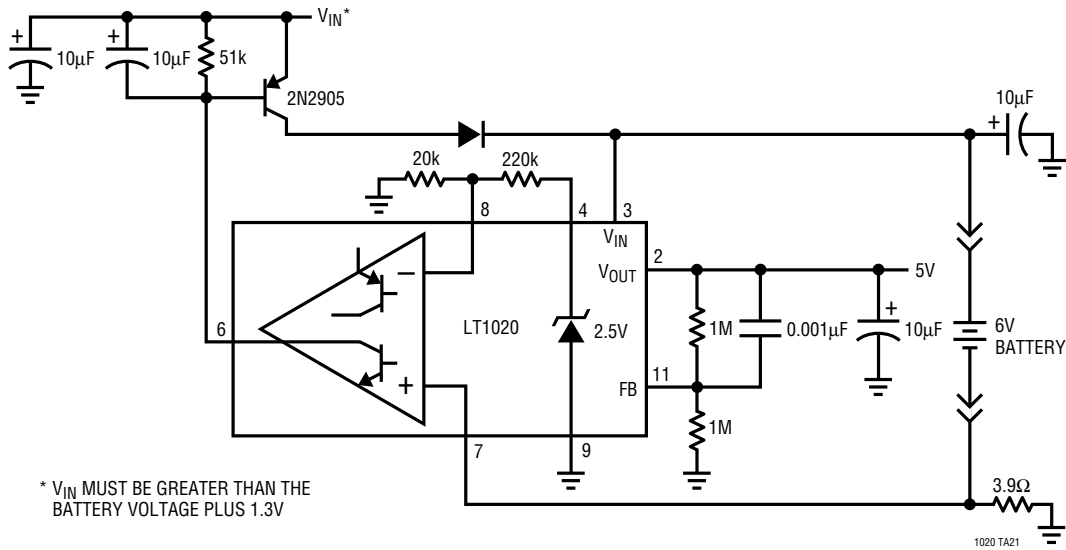 VIN*
+
10µF
+
10µF
51k
2N2905
10µF
+
20k
220k
8
4
3
VIN
2
VOUT
5V
−
6
LT1020
2.5V
1M
0.001µF
+
10µF
6V
BATTERY
+
11
FB
1M
7
9
* VIN MUST BE GREATER THAN THE
BATTERY VOLTAGE PLUS 1.3V
3.9Ω
1020 TA21